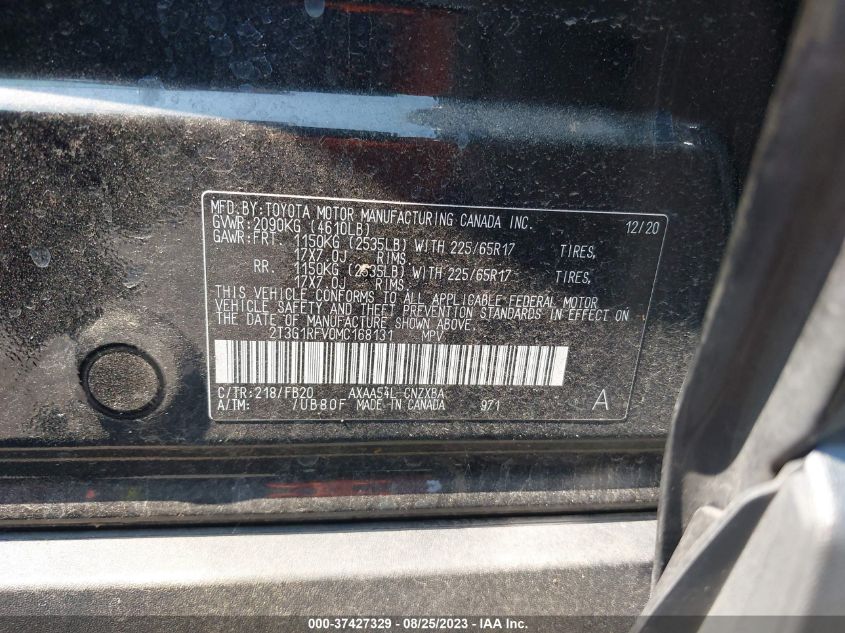 MFD.BY:TOYOTA MOTOR MANUFACTURING CANADA INC. 12/20
GVWR:2090KG (4610LB)
GAWR:FRT. 1150KG (2535LB) WITH 225/65R17 TIRES,
17X7.0J RIMS,
RR. 1150KG (2535LB) WITH 225/65R17 TIRES,
17X7.0J RIMS.
THIS VEHICLE CONFORMS TO ALL APPLICABLE FEDERAL MOTOR
VEHICLE SAFETY AND THEFT PREVENTION STANDARDS IN EFFECT ON
THE DATE OF MANUFACTURE SHOWN ABOVE.
2T3G1RFV0MC168131 MPV
C/TR:218/FB20 AXAA54L-CNZXBA
A/TM: /UB80F MADE IN CANADA 971 A
000-37427329 - 08/25/2023 - IAA Inc.